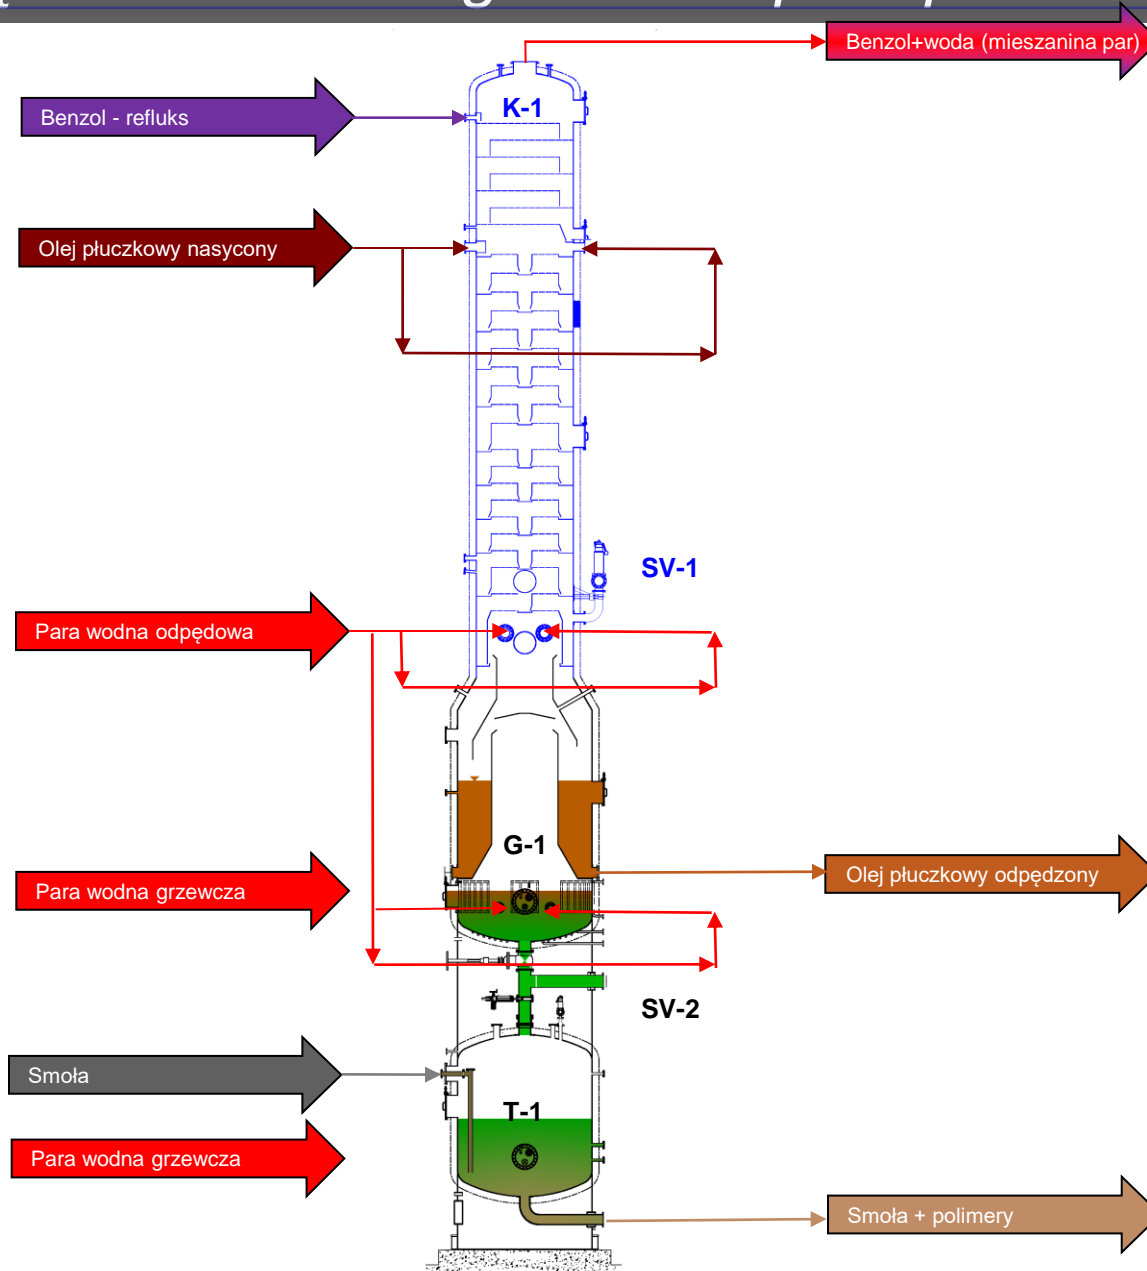 Benzol+woda (mieszanina par)
K-1
Benzol - refluks
Olej płuczkowy nasycony
SV-1
Para wodna odpędowa
G-1
Para wodna grzewcza
Olej płuczkowy odpędzony
SV-2
Smoła
T-1
Para wodna grzewcza
Smoła + polimery